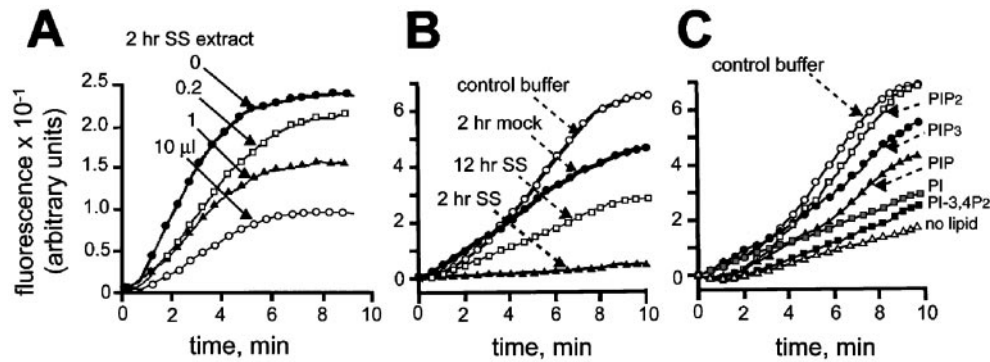 A
2 hr SS extract
0
0.2
1
10 µl
2.5
2.0
1.5
1.0
0.5
0
0 2 4 6 8 10
time, min
fluorescence x 10⁻¹
(arbitrary units)
B
control buffer
2 hr mock
12 hr SS
2 hr SS
6
4
2
0
0 2 4 6 8 10
time, min
C
control buffer
PIP₂
PIP₃
PIP
PI
PI-3,4P₂
no lipid
6
4
2
0
0 2 4 6 8 10
time, min